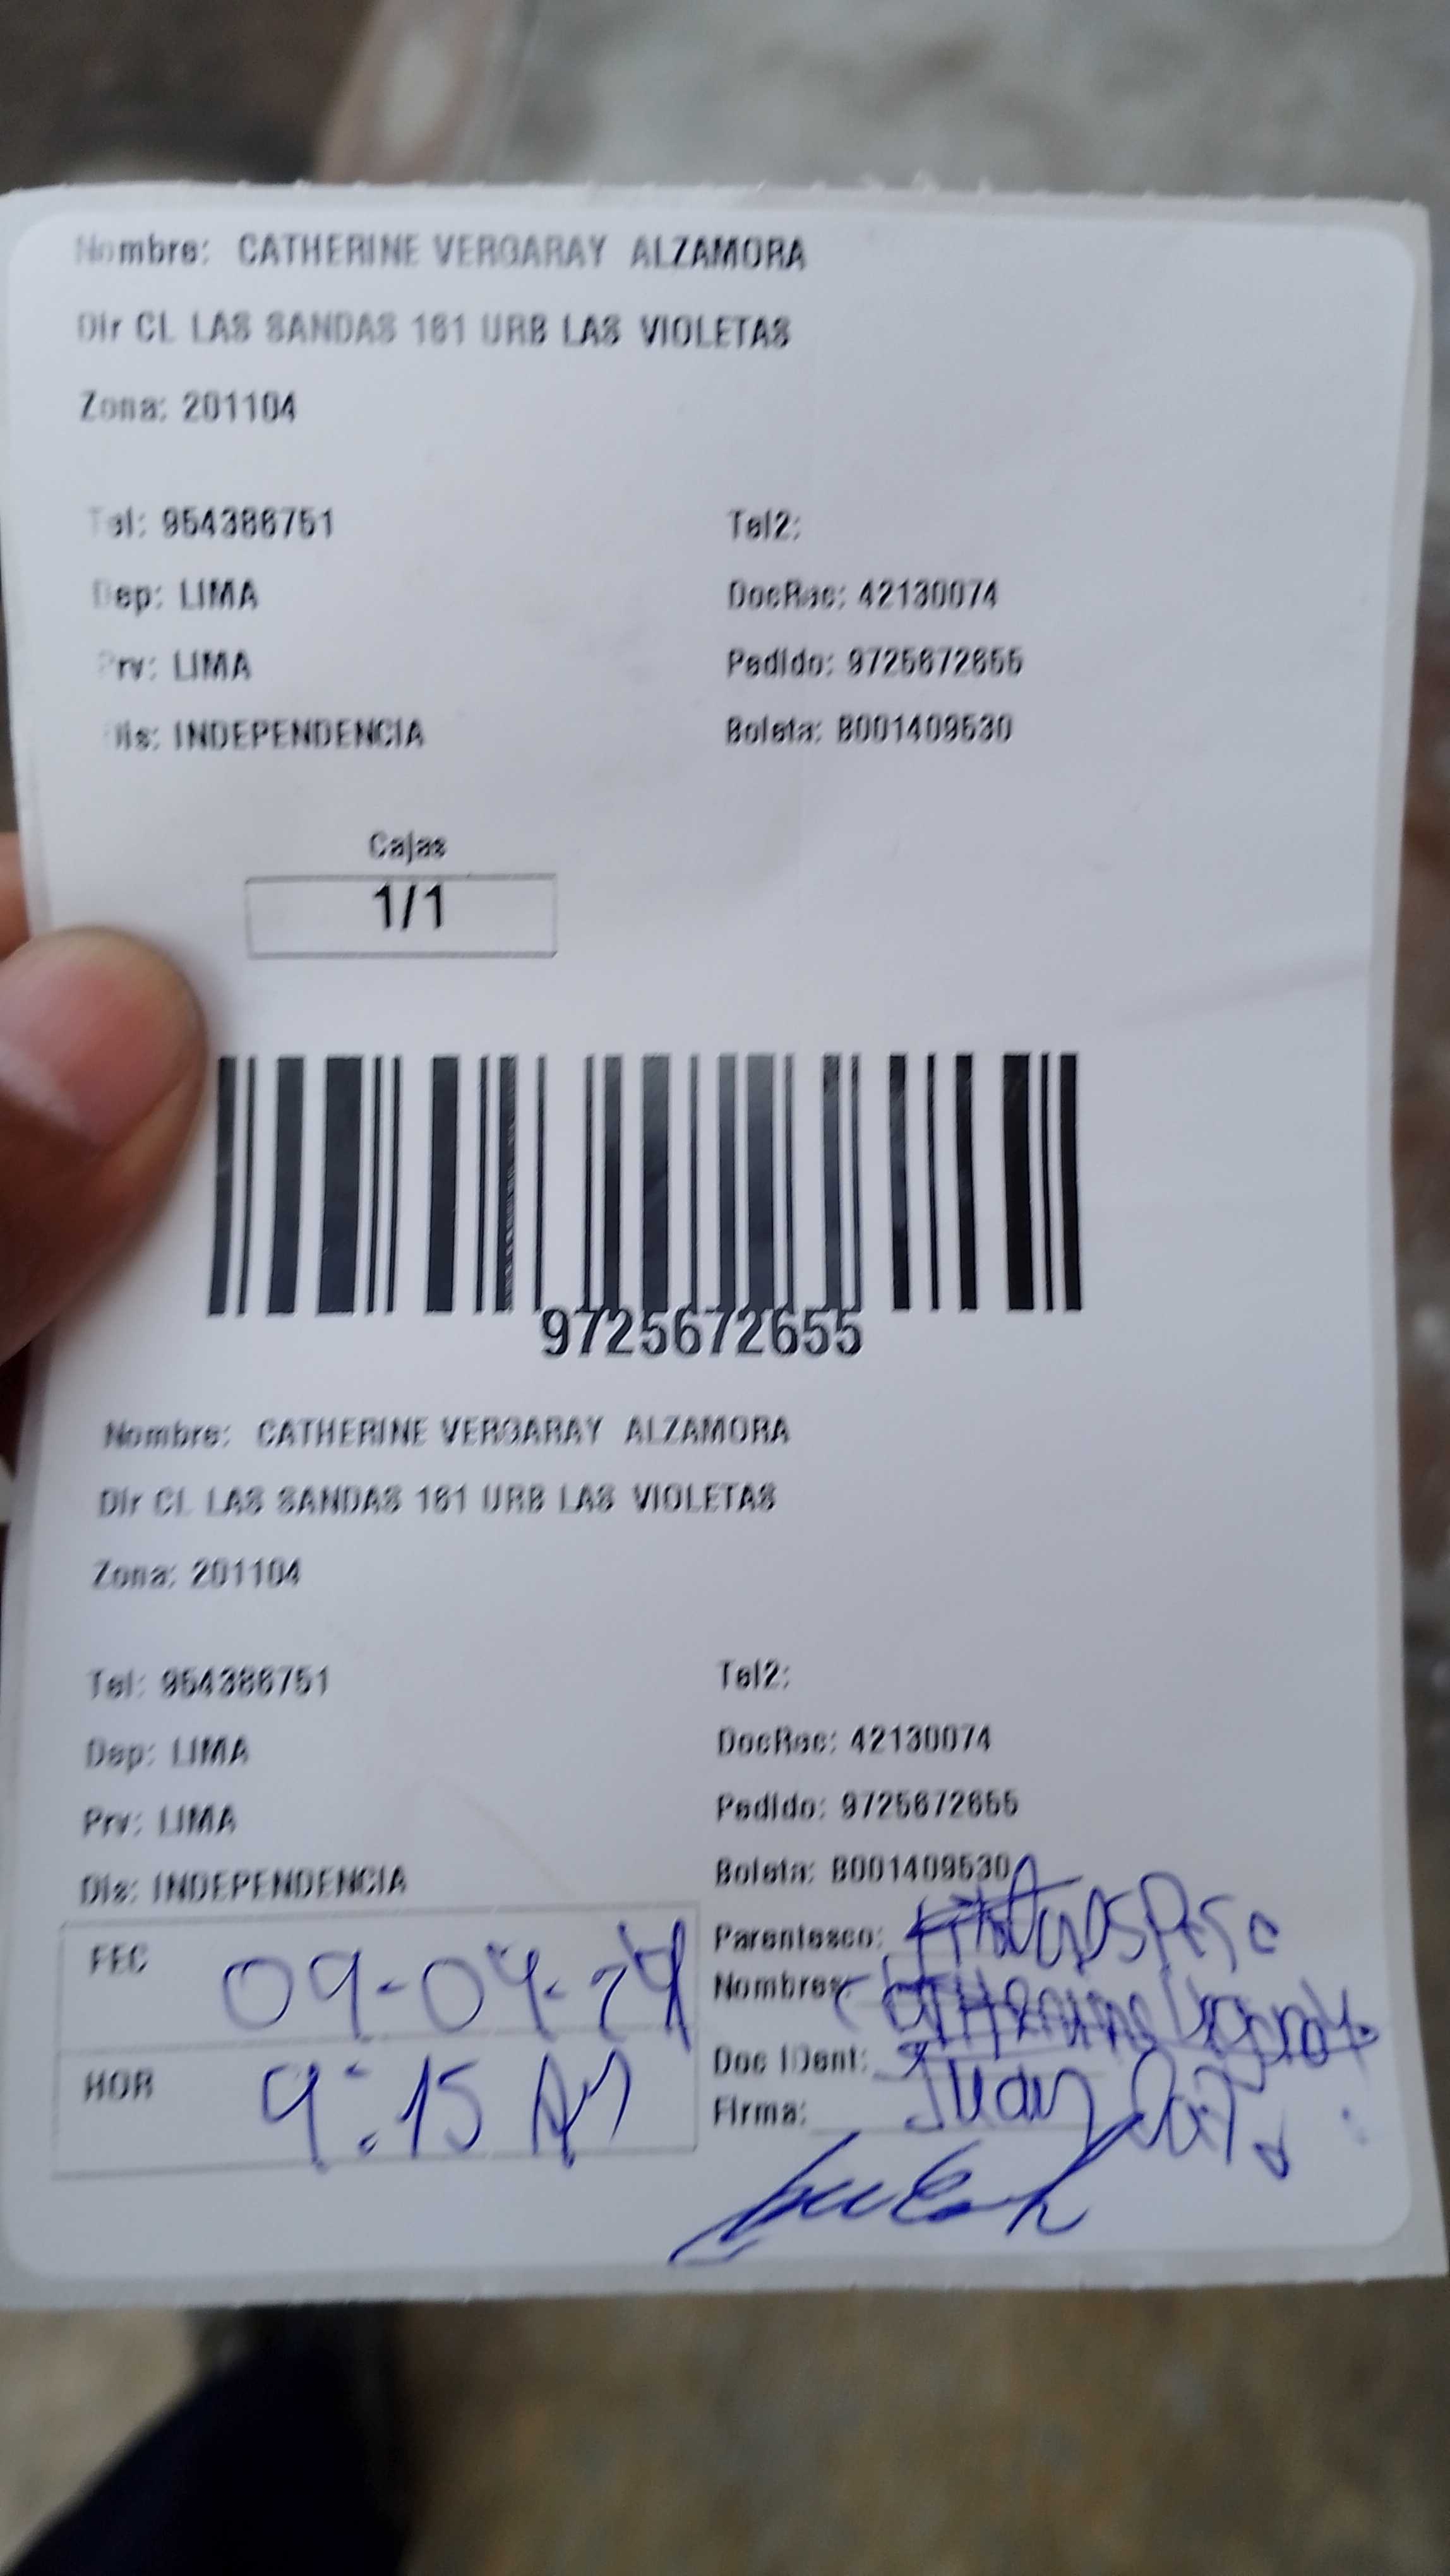 Nombre: CATHERINE VERGARAY ALZAMORA
Dir CL LAS SANDAS 161 URB LAS VIOLETAS
Zona: 201104
Tel: 954386751 Tel2:
Dep: LIMA DocRec: 42130074
Prv: LIMA Pedido: 9725672655
Dis: INDEPENDENCIA Boleta: B001409530
Cajas
1/1
9725672655
Nombre: CATHERINE VERGARAY ALZAMORA
Dir CL LAS SANDAS 161 URB LAS VIOLETAS
Zona: 201104
Tel: 954386751 Tel2:
Dep: LIMA DocRec: 42130074
Prv: LIMA Pedido: 9725672655
Dis: INDEPENDENCIA Boleta: B001409530
FEC 09-04-24 Parentesco:
Nombres: Catherine
HOR 9:15 AM Doc IDent:
Firma: Juan